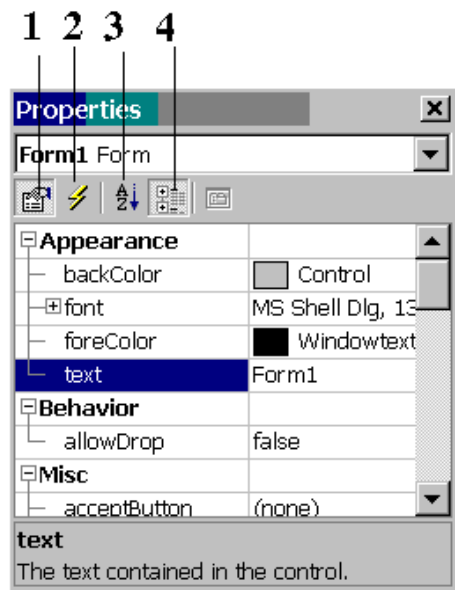 1 2 3 4
Properties
Form1 Form
A
Z
Appearance
backColor Control
font MS Shell Dlg, 13
foreColor Windowtext
text Form1
Behavior
allowDrop false
Misc
acceptButton (none)
text
The text contained in the control.